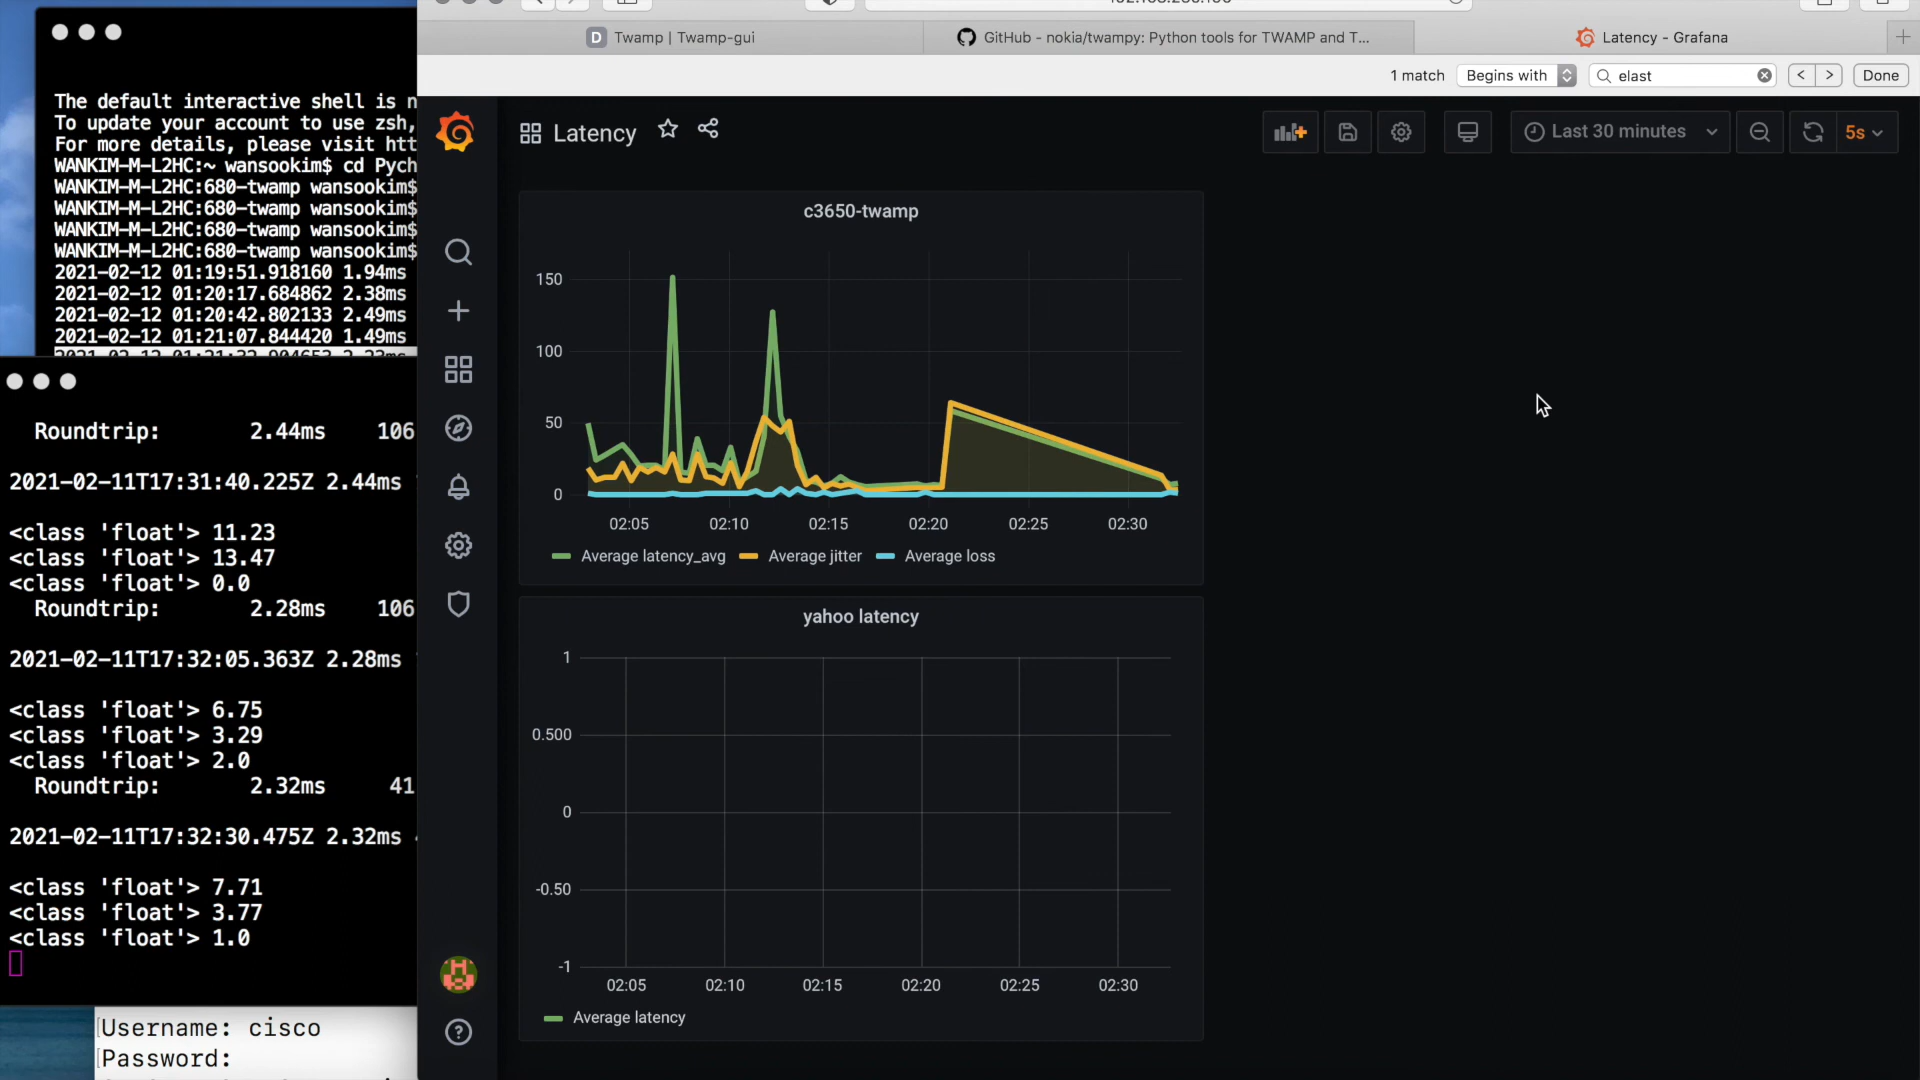 The default interactive shell is n
To update your account to use zsh,
For more details, please visit htt
WANKIM-M-L2HC:~ wansookim$ cd Pych
WANKIM-M-L2HC:680-twamp wansookim$
WANKIM-M-L2HC:680-twamp wansookim$
WANKIM-M-L2HC:680-twamp wansookim$
WANKIM-M-L2HC:680-twamp wansookim$
2021-02-12 01:19:51.918160 1.94ms
2021-02-12 01:20:17.684862 2.38ms
2021-02-12 01:20:42.802133 2.49ms
2021-02-12 01:21:07.844420 1.49ms
Roundtrip: 2.44ms 106
2021-02-11T17:31:40.225Z 2.44ms
<class 'float'> 11.23
<class 'float'> 13.47
<class 'float'> 0.0
Roundtrip: 2.28ms 106
2021-02-11T17:32:05.363Z 2.28ms
<class 'float'> 6.75
<class 'float'> 3.29
<class 'float'> 2.0
Roundtrip: 2.32ms 41
2021-02-11T17:32:30.475Z 2.32ms
<class 'float'> 7.71
<class 'float'> 3.77
<class 'float'> 1.0
Username: cisco
Password:
D Twamp | Twamp-gui
GitHub - nokia/twampy: Python tools for TWAMP and T...
Latency - Grafana
1 match Begins with elast Done
Latency
Last 30 minutes 5s
c3650-twamp
150
100
50
0
02:05 02:10 02:15 02:20 02:25 02:30
Average latency_avg Average jitter Average loss
yahoo latency
1
0.500
0
-0.50
-1
02:05 02:10 02:15 02:20 02:25 02:30
Average latency